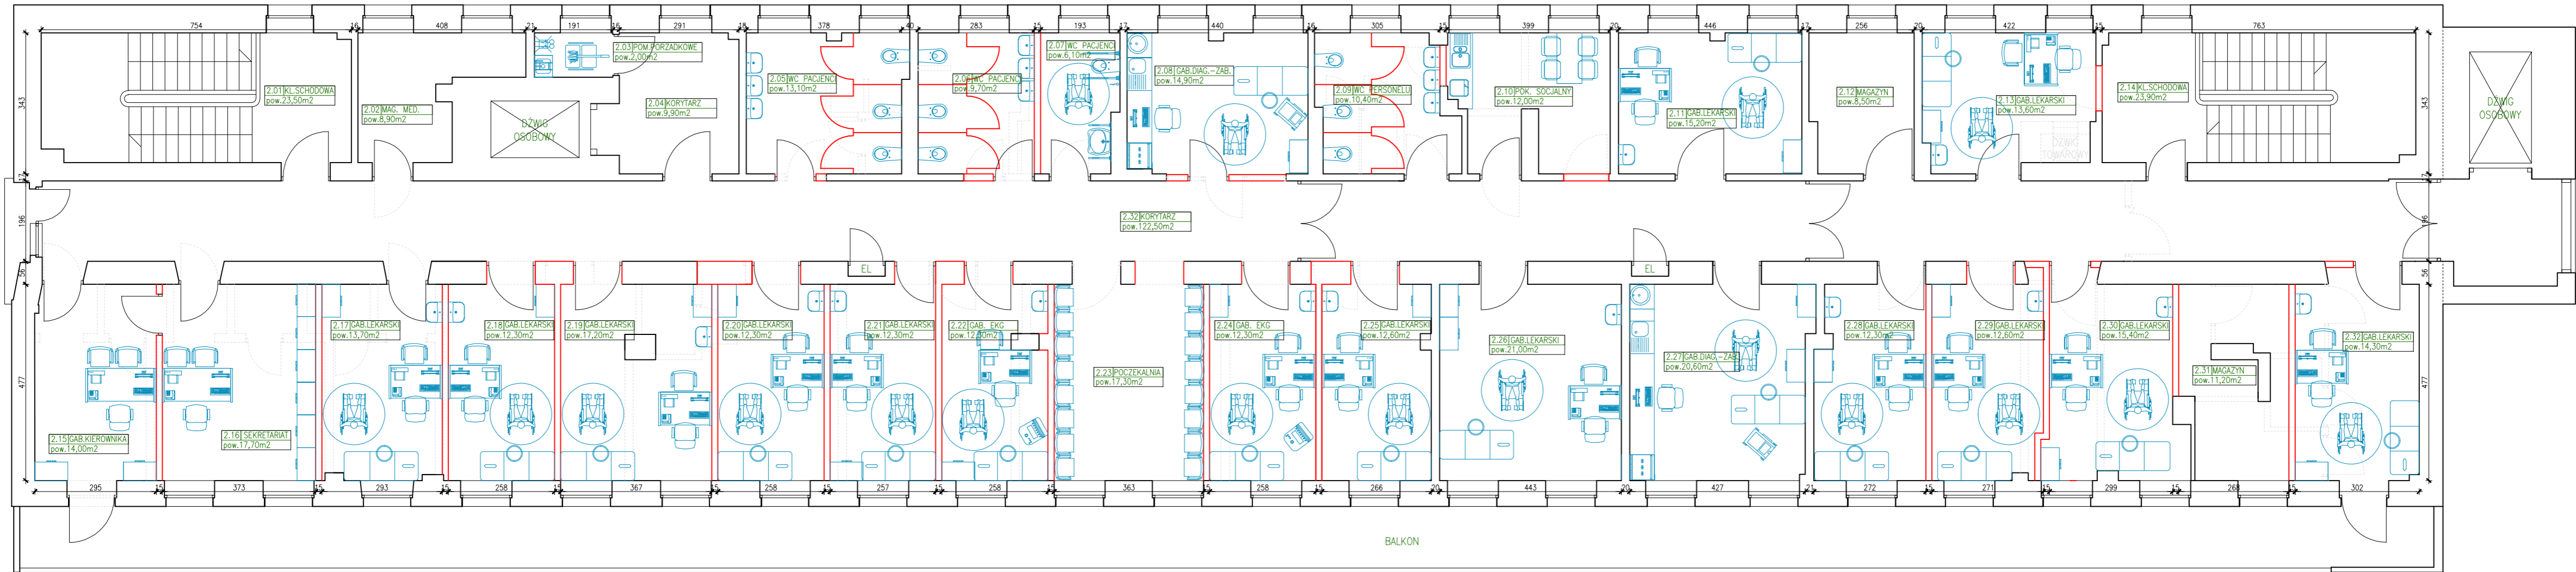 754
16
408
21
191
16
291
18
378
40
283
15
193
17
440
16
305
15
399
20
446
17
256
20
422
15
763
343
17
196
56
477
343
17
196
56
477
2.01 KL.SCHODOWA
pow.23,50m2
2.02 MAG. MED.
pow.8,90m2
DŹWIG
OSOBOWY
2.03 POM.PORZADKOWE
pow.2,00m2
2.04 KORYTARZ
pow.9,90m2
2.05 WC PACJENCI
pow.13,10m2
2.06 WC PACJENCI
pow.9,70m2
2.07 WC PACJENCI
pow.6,10m2
2.08 GAB.DIAG.-ZAB.
pow.14,90m2
2.09 WC PERSONELU
pow.10,40m2
2.10 POK. SOCJALNY
pow.12,00m2
2.11 GAB.LEKARSKI
pow.15,20m2
2.12 MAGAZYN
pow.8,50m2
2.13 GAB.LEKARSKI
pow.13,60m2
DŹWIG
TOWAROWY
2.14 KL.SCHODOWA
pow.23,90m2
DŹWIG
OSOBOWY
2.32 KORYTARZ
pow.122,50m2
EL
EL
2.15 GAB.KIEROWNIKA
pow.14,00m2
2.16 SEKRETARIAT
pow.17,70m2
2.17 GAB.LEKARSKI
pow.13,70m2
2.18 GAB.LEKARSKI
pow.12,30m2
2.19 GAB.LEKARSKI
pow.17,20m2
2.20 GAB.LEKARSKI
pow.12,30m2
2.21 GAB.LEKARSKI
pow.12,30m2
2.22 GAB. EKG
2.23 POCZEKALNIA
pow.17,30m2
2.24 GAB. EKG
pow.12,30m2
2.25 GAB.LEKARSKI
pow.12,60m2
2.26 GAB.LEKARSKI
pow.21,00m2
2.27 GAB.DIAG.-ZAB.
pow.20,60m2
2.28 GAB.LEKARSKI
pow.12,30m2
2.29 GAB.LEKARSKI
pow.12,60m2
2.30 GAB.LEKARSKI
pow.15,40m2
2.31 MAGAZYN
pow.11,20m2
2.32 GAB.LEKARSKI
pow.14,30m2
295
15
373
15
293
15
258
15
367
15
258
15
257
15
258
15
363
15
258
15
266
20
443
20
427
21
272
15
271
15
299
15
268
15
302
BALKON